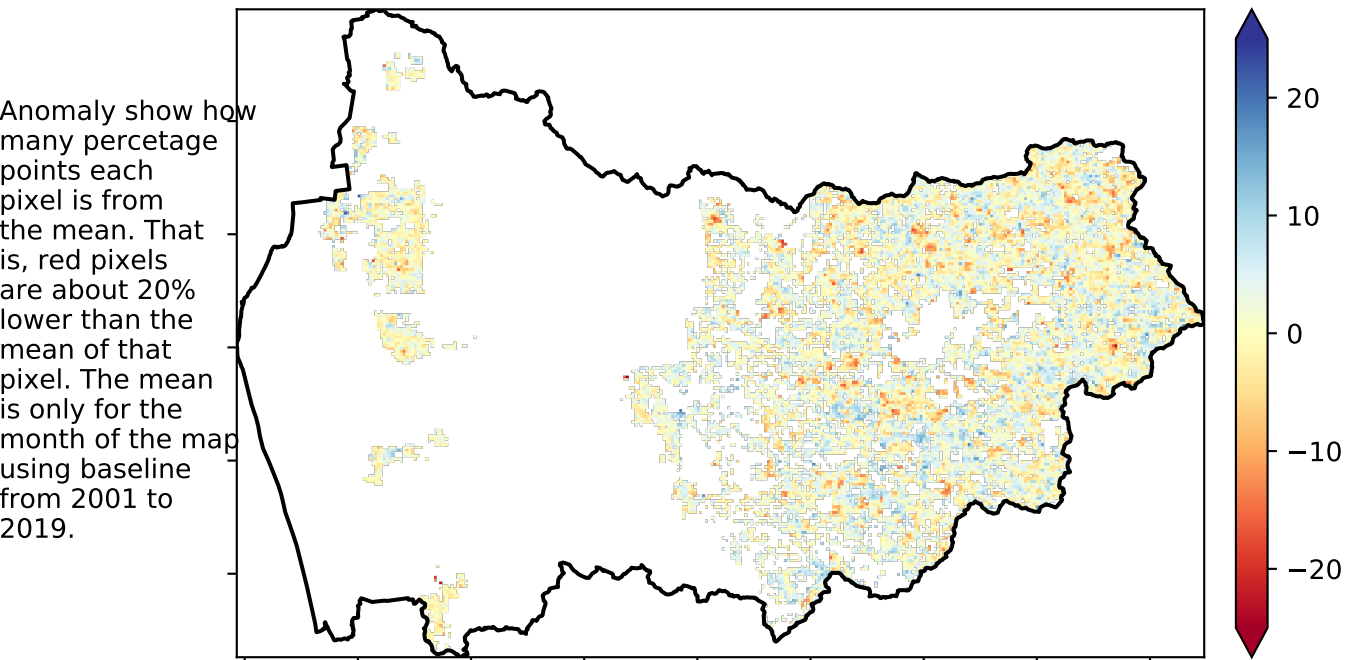 Anomaly show how
many percetage
points each
pixel is from
the mean. That
is, red pixels
are about 20%
lower than the
mean of that
pixel. The mean
is only for the
month of the map
using baseline
from 2001 to
2019.
20
10
0
−10
−20